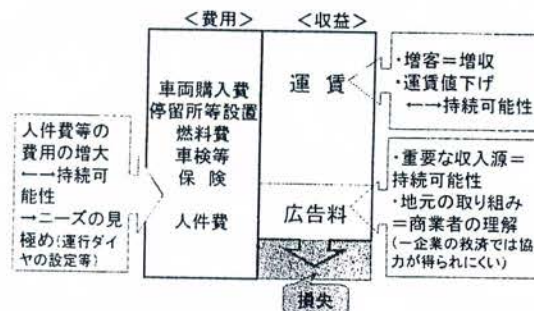 ＜費用＞
＜収益＞
車両購入費
停留所等設置
燃料費
車検等
保 険
人件費
運 賃
広告料
損失
人件費等の
費用の増大
←→持続可
能性
→ニーズの見
極め(運行ダイ
ヤの設定等)
・増客＝増収
・運賃値下げ
←→持続可能性
・重要な収入源＝
持続可能性
・地元の取り組み
＝商業者の理解
(一企業の救済では協
力が得られにくい)